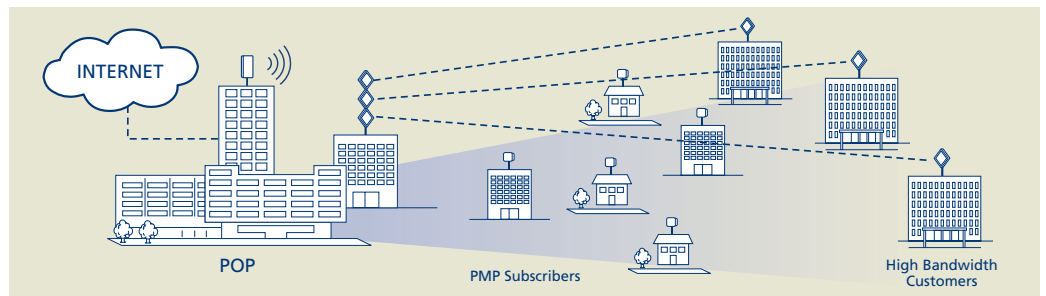 INTERNET
POP
PMP Subscribers
High Bandwidth
Customers